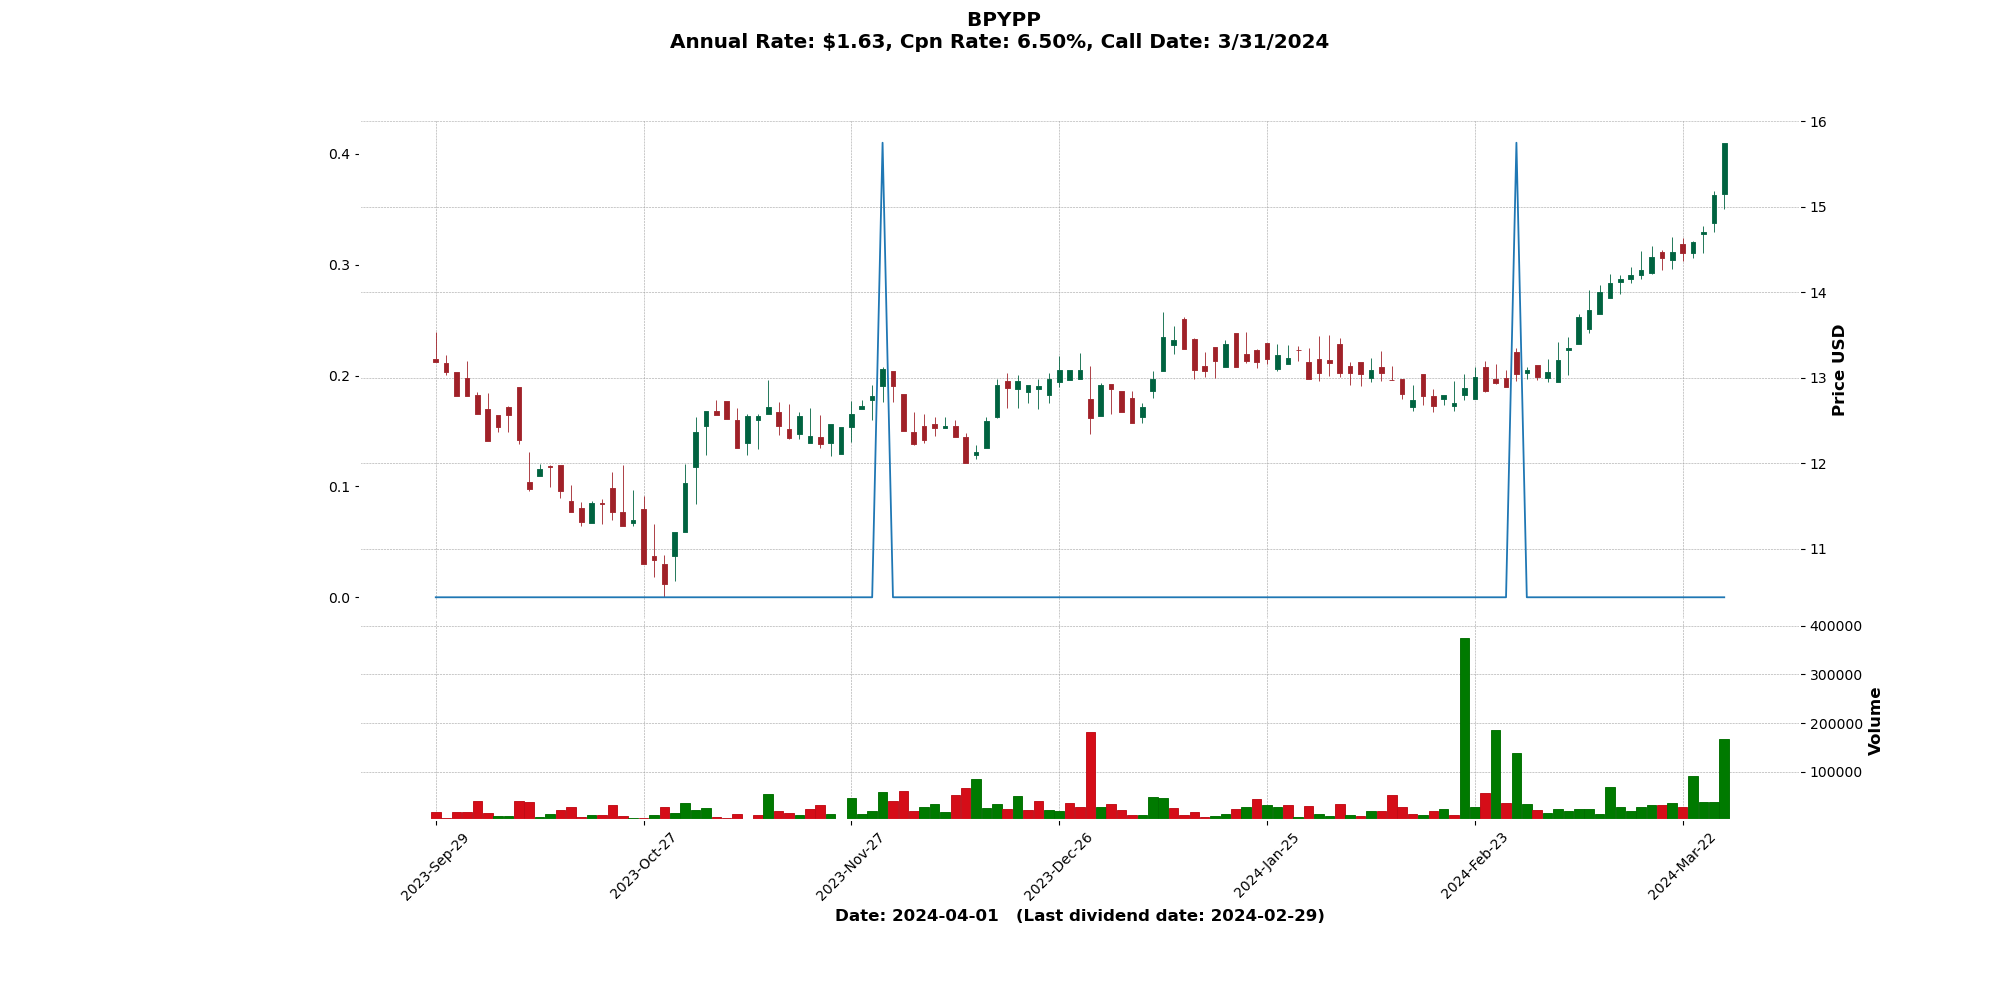 BPYPP
Annual Rate: $1.63, Cpn Rate: 6.50%, Call Date: 3/31/2024
0.4
0.3
0.2
0.1
0.0
16
15
14
13
12
11
Price USD
400000
300000
200000
100000
Volume
2023-Sep-29
2023-Oct-27
2023-Nov-27
2023-Dec-26
2024-Jan-25
2024-Feb-23
2024-Mar-22
Date: 2024-04-01 (Last dividend date: 2024-02-29)